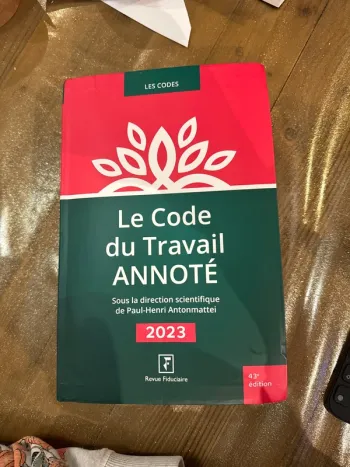 LES CODES
Le Code
du Travail
ANNOTÉ
Sous la direction scientifique
de Paul-Henri Antonmattei
2023
Revue Fiduciaire
43e
édition